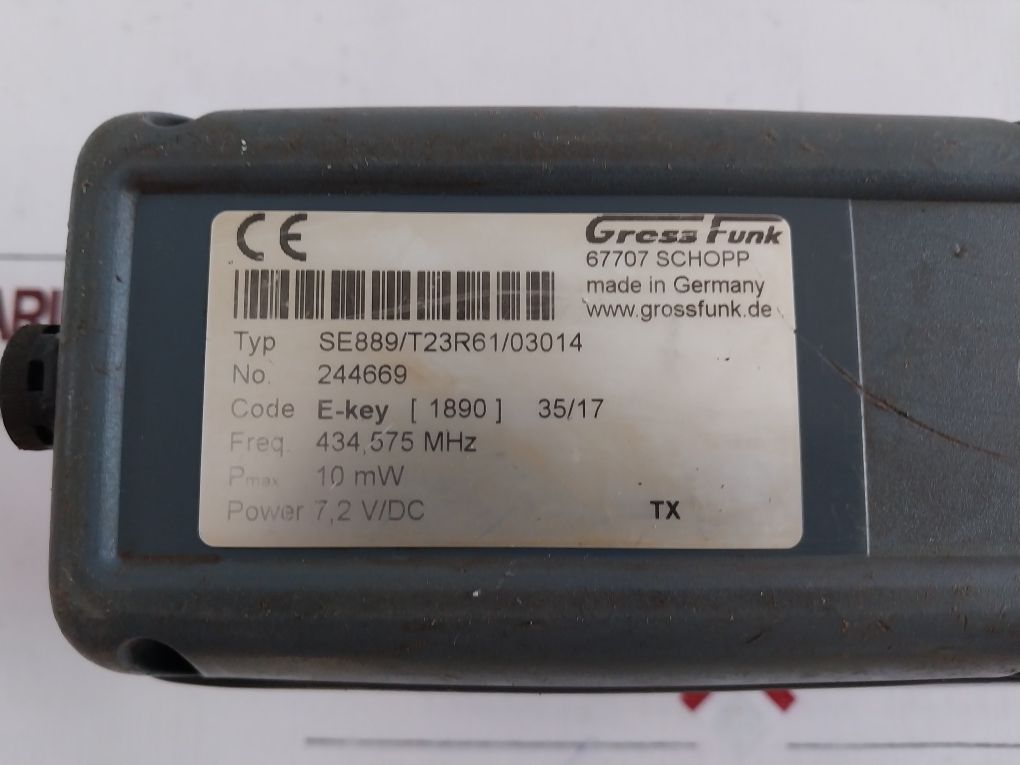 CE
Gross Funk
67707 SCHOPP
made in Germany
www.grossfunk.de
Typ SE889/T23R61/03014
No. 244669
Code E-key [ 1890 ] 35/17
Freq. 434,575 MHz
Pmax 10 mW
Power 7,2 V/DC
TX